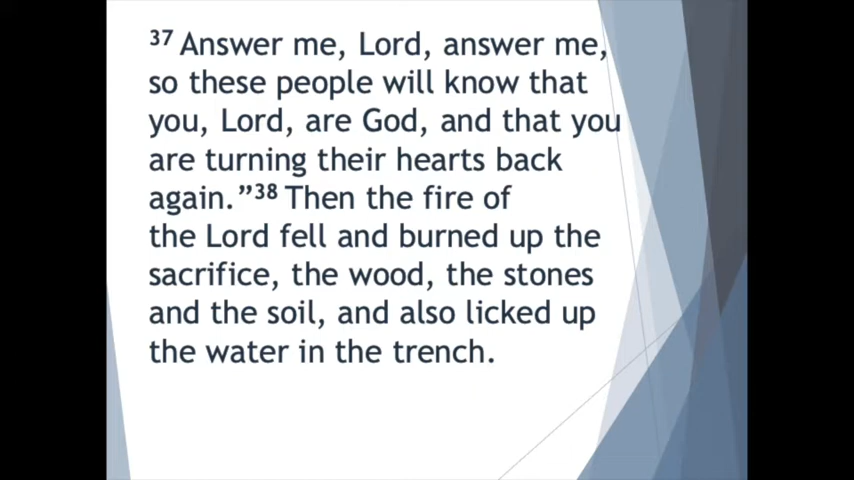 37 Answer me, Lord, answer me,
so these people will know that
you, Lord, are God, and that you
are turning their hearts back
again.”38 Then the fire of
the Lord fell and burned up the
sacrifice, the wood, the stones
and the soil, and also licked up
the water in the trench.